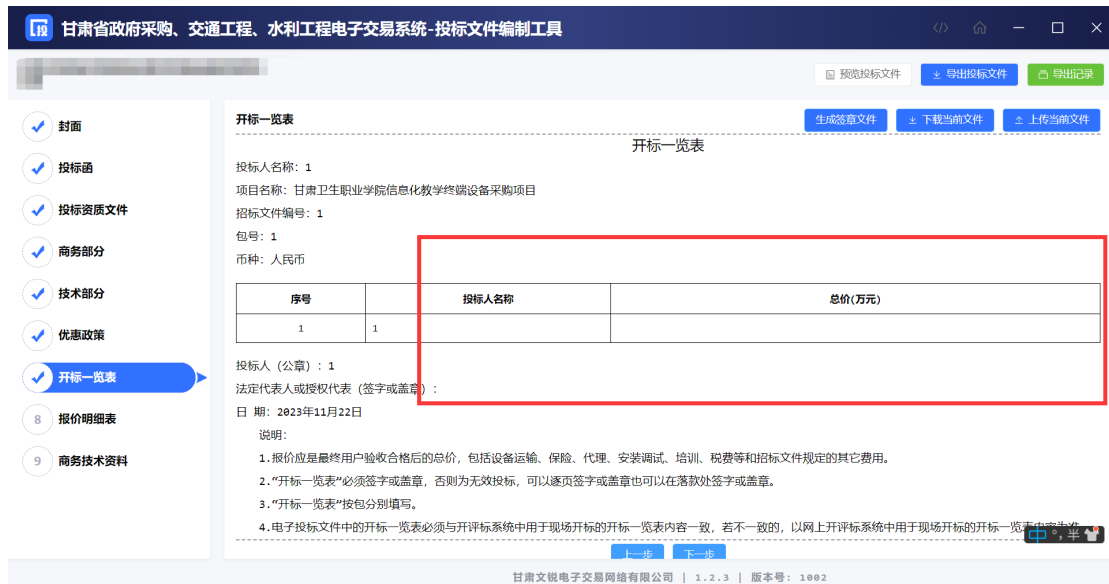 投 甘肃省政府采购、交通工程、水利工程电子交易系统-投标文件编制工具
预览投标文件 导出投标文件 导出记录
封面
投标函
投标资质文件
商务部分
技术部分
优惠政策
开标一览表
8 报价明细表
9 商务技术资料
开标一览表 生成签章文件 下载当前文件 上传当前文件
开标一览表
投标人名称: 1
项目名称: 甘肃卫生职业学院信息化教学终端设备采购项目
招标文件编号: 1
包号: 1
币种: 人民币
序号 投标人名称 总价(万元)
1 1
投标人 (公章) : 1
法定代表人或授权代表 (签字或盖章) :
日 期: 2023年11月22日
说明:
1.报价应是最终用户验收合格后的总价, 包括设备运输、保险、代理、安装调试、培训、税费等和招标文件规定的其它费用。
2.“开标一览表”必须签字或盖章, 否则为无效投标, 可以逐页签字或盖章也可以在落款处签字或盖章。
3.“开标一览表”按包分别填写。
4.电子投标文件中的开标一览表必须与开评标系统中用于现场开标的开标一览表内容一致, 若不一致的, 以网上开评标系统中用于现场开标的开标一览表内容为准
中 °, 半
上一步 下一步
甘肃文锐电子交易网络有限公司 | 1.2.3 | 版本号: 1002